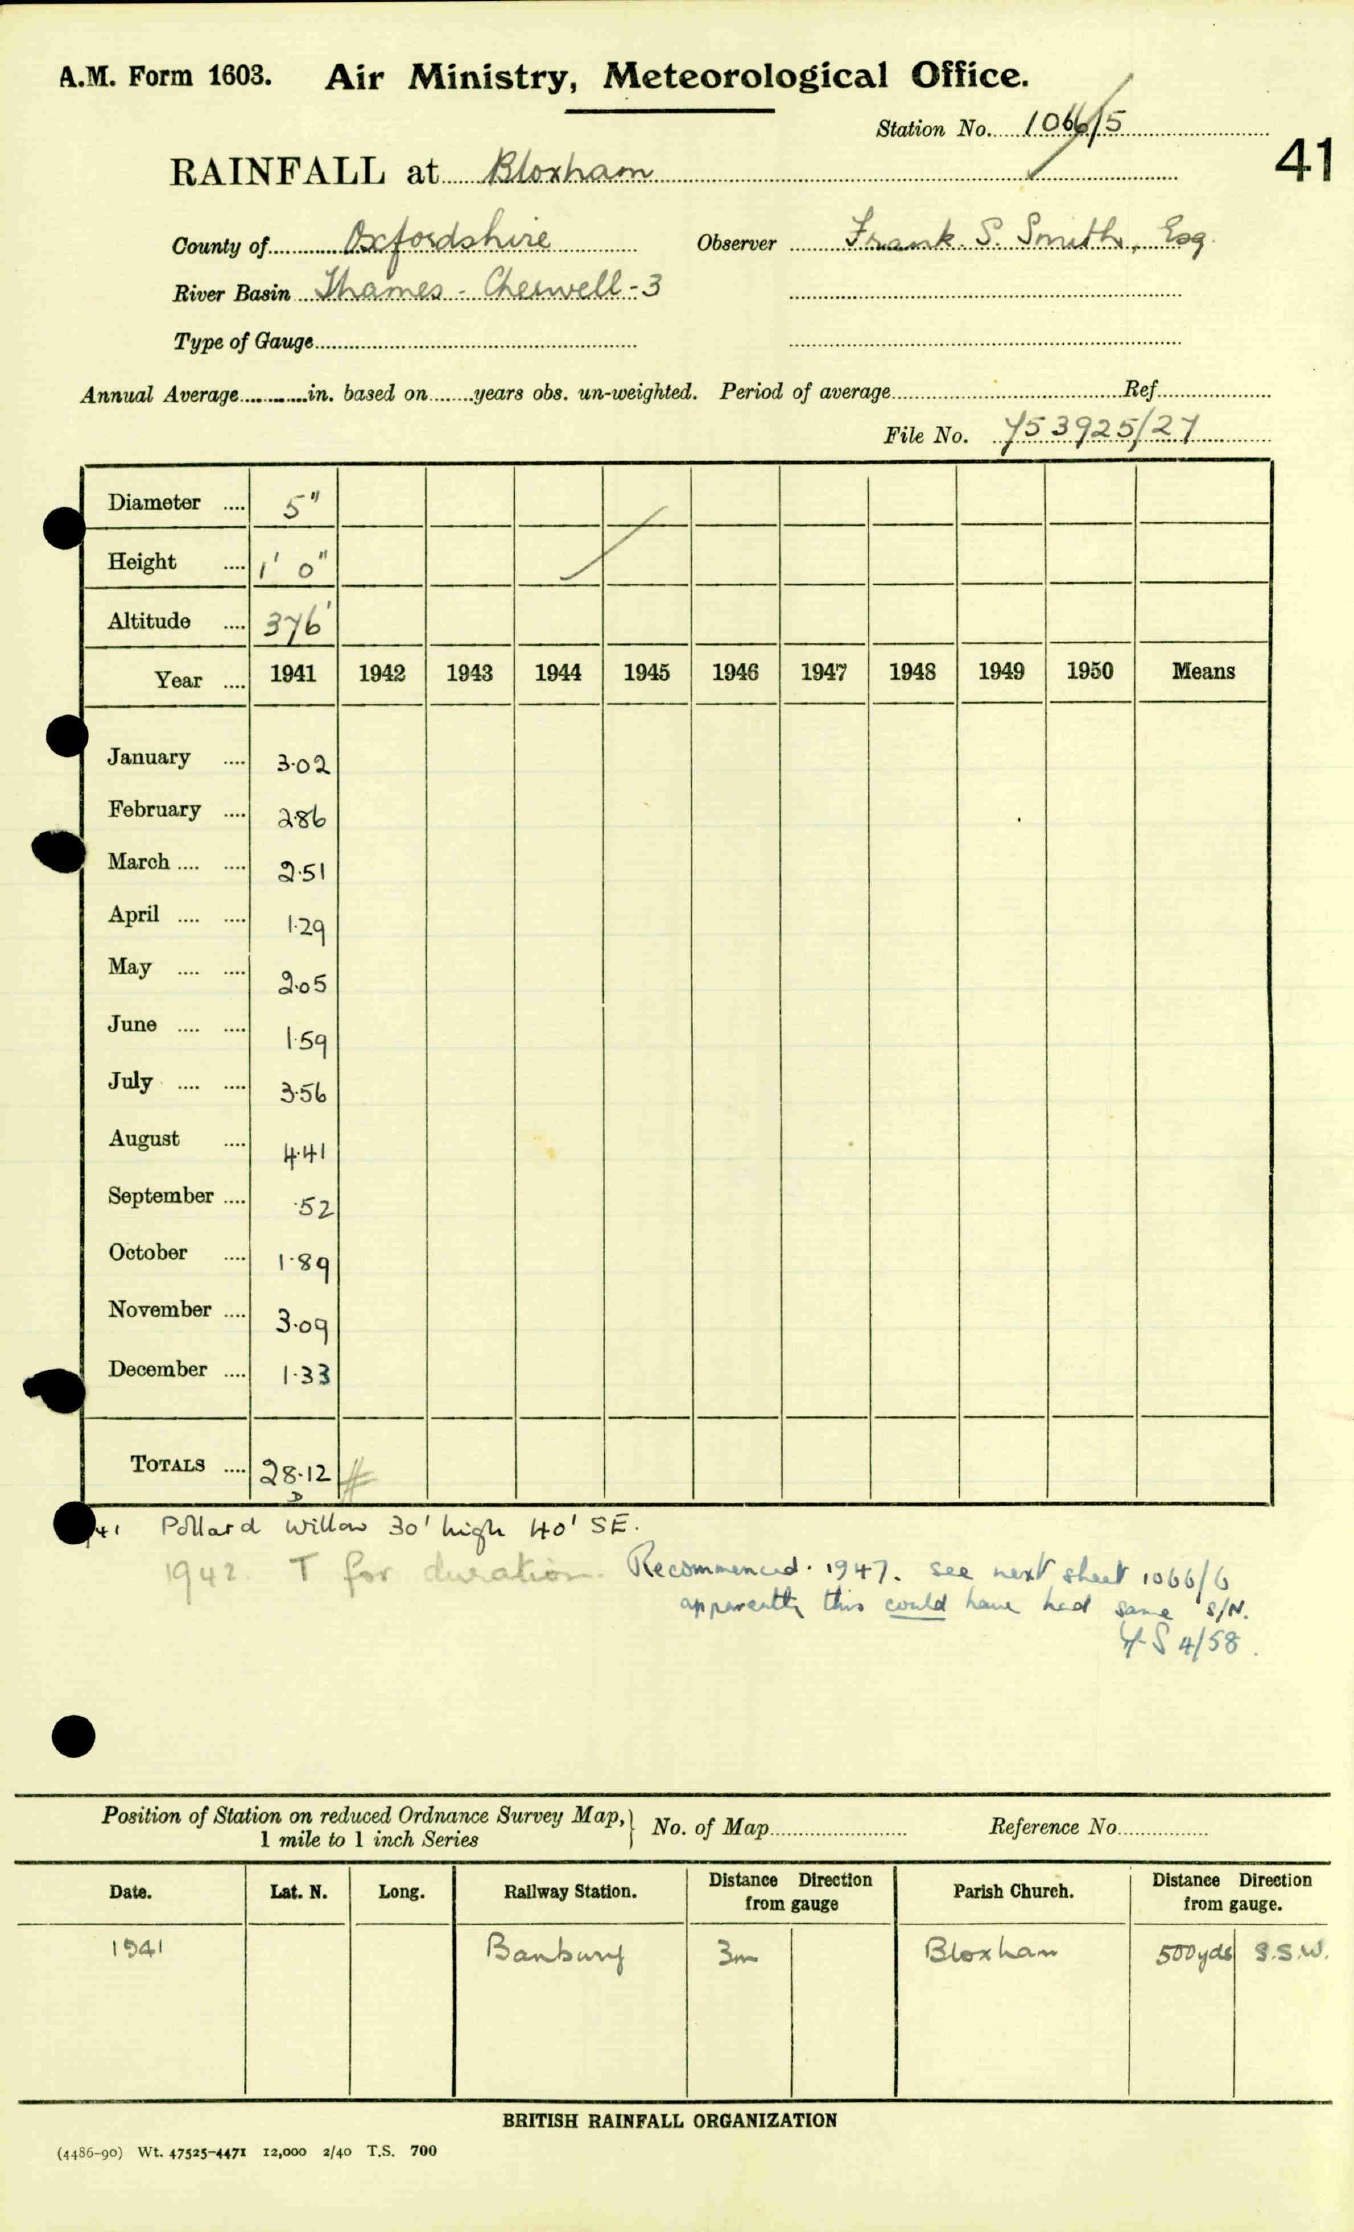 A.M. Form 1603. Air Ministry, Meteorological Office.
Station No. 1066/5
41
RAINFALL at Bloxham
County of Oxfordshire Observer Frank S. Smith, Esq.
River Basin Thames - Cherwell - 3
Type of Gauge
Annual Average in. based on years obs. un-weighted. Period of average Ref
File No. 753925/27
Diameter .... 5"
Height .... 1' 0"
Altitude .... 376'
Year .... 1941 1942 1943 1944 1945 1946 1947 1948 1949 1950 Means
January .... 3.02
February .... 2.86
March .... .... 2.51
April .... .... 1.29
May .... .... 2.05
June .... .... 1.59
July .... .... 3.56
August .... 4.41
September .... .52
October .... 1.89
November .... 3.09
December .... 1.33
TOTALS .... 28.12
D
41 Pollard Willow 30' high 40' SE.
1942. T for duration. Recommenced. 1947. see next sheet 1066/6
apparently this could have had same S/N.
4/58.
Position of Station on reduced Ordnance Survey Map, } No. of Map Reference No
1 mile to 1 inch Series
Date. Lat. N. Long. Railway Station. Distance Direction from gauge Parish Church. Distance Direction from gauge.
1941 Banbury 3m Bloxham 500yds S.S.W.
BRITISH RAINFALL ORGANIZATION
(4486-90) Wt. 47525-4471 12,000 2/40 T.S. 700